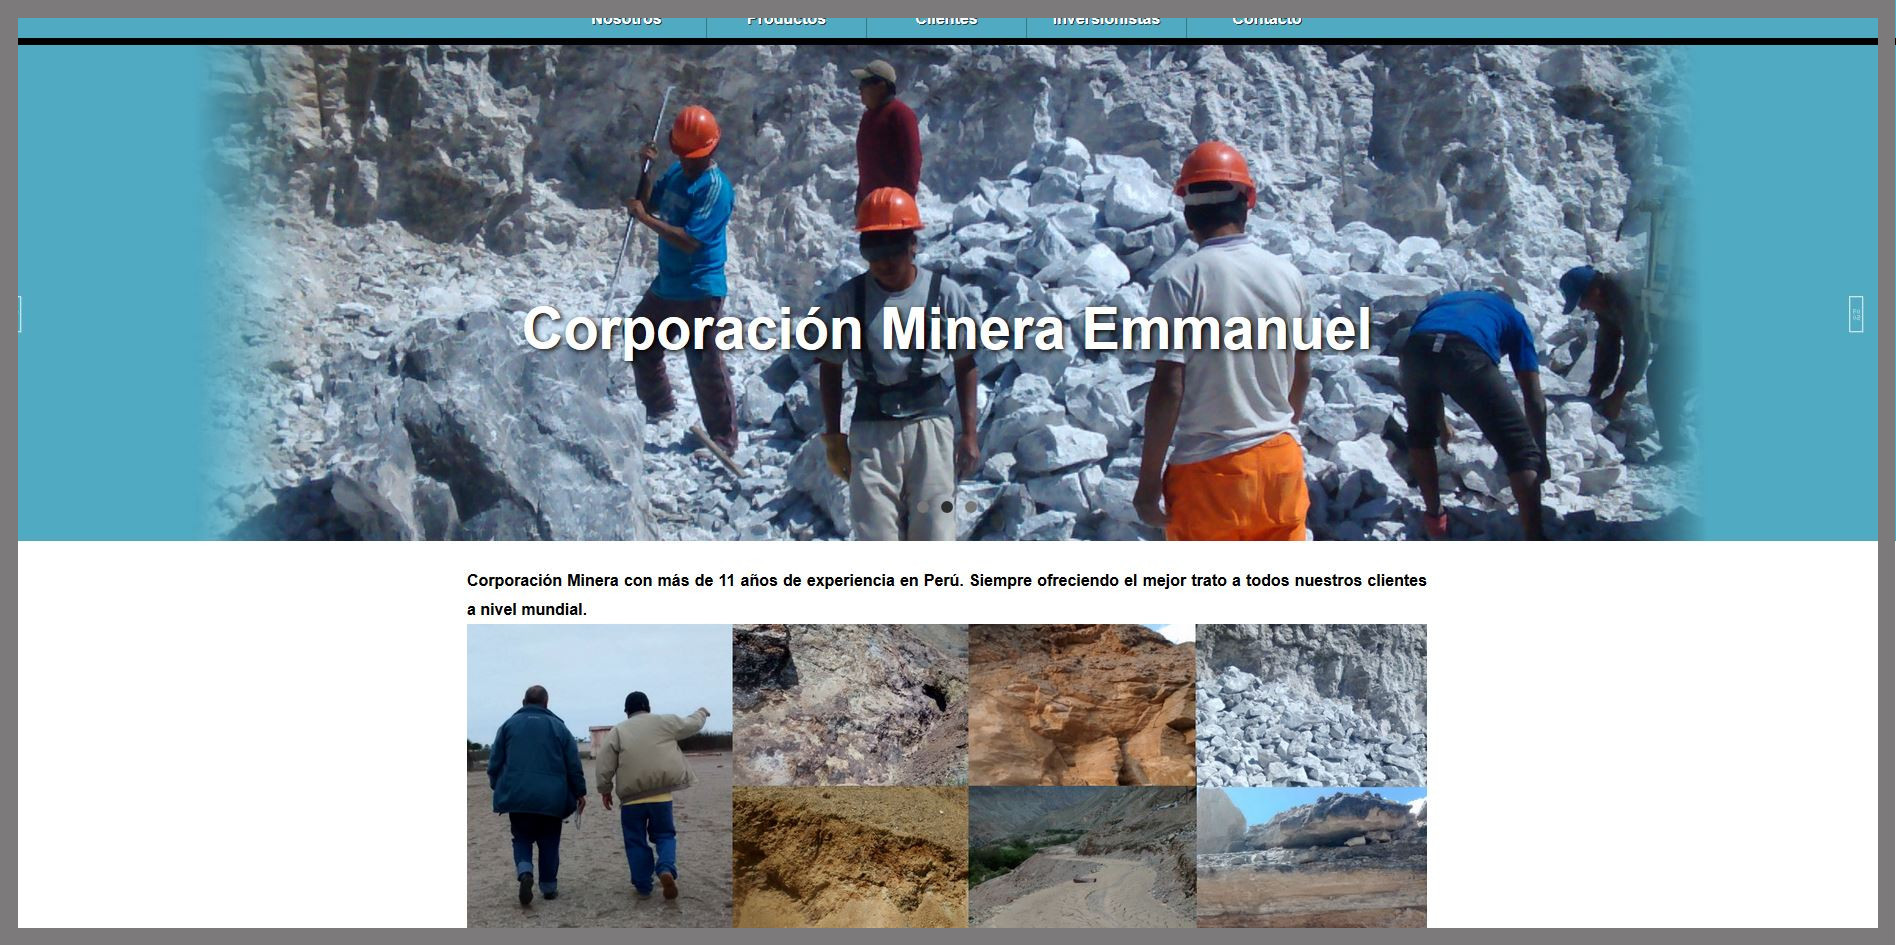 Nosotros Productos Clientes Inversionistas Contacto
Corporación Minera Emmanuel
Corporación Minera con más de 11 años de experiencia en Perú. Siempre ofreciendo el mejor trato a todos nuestros clientes
a nivel mundial.